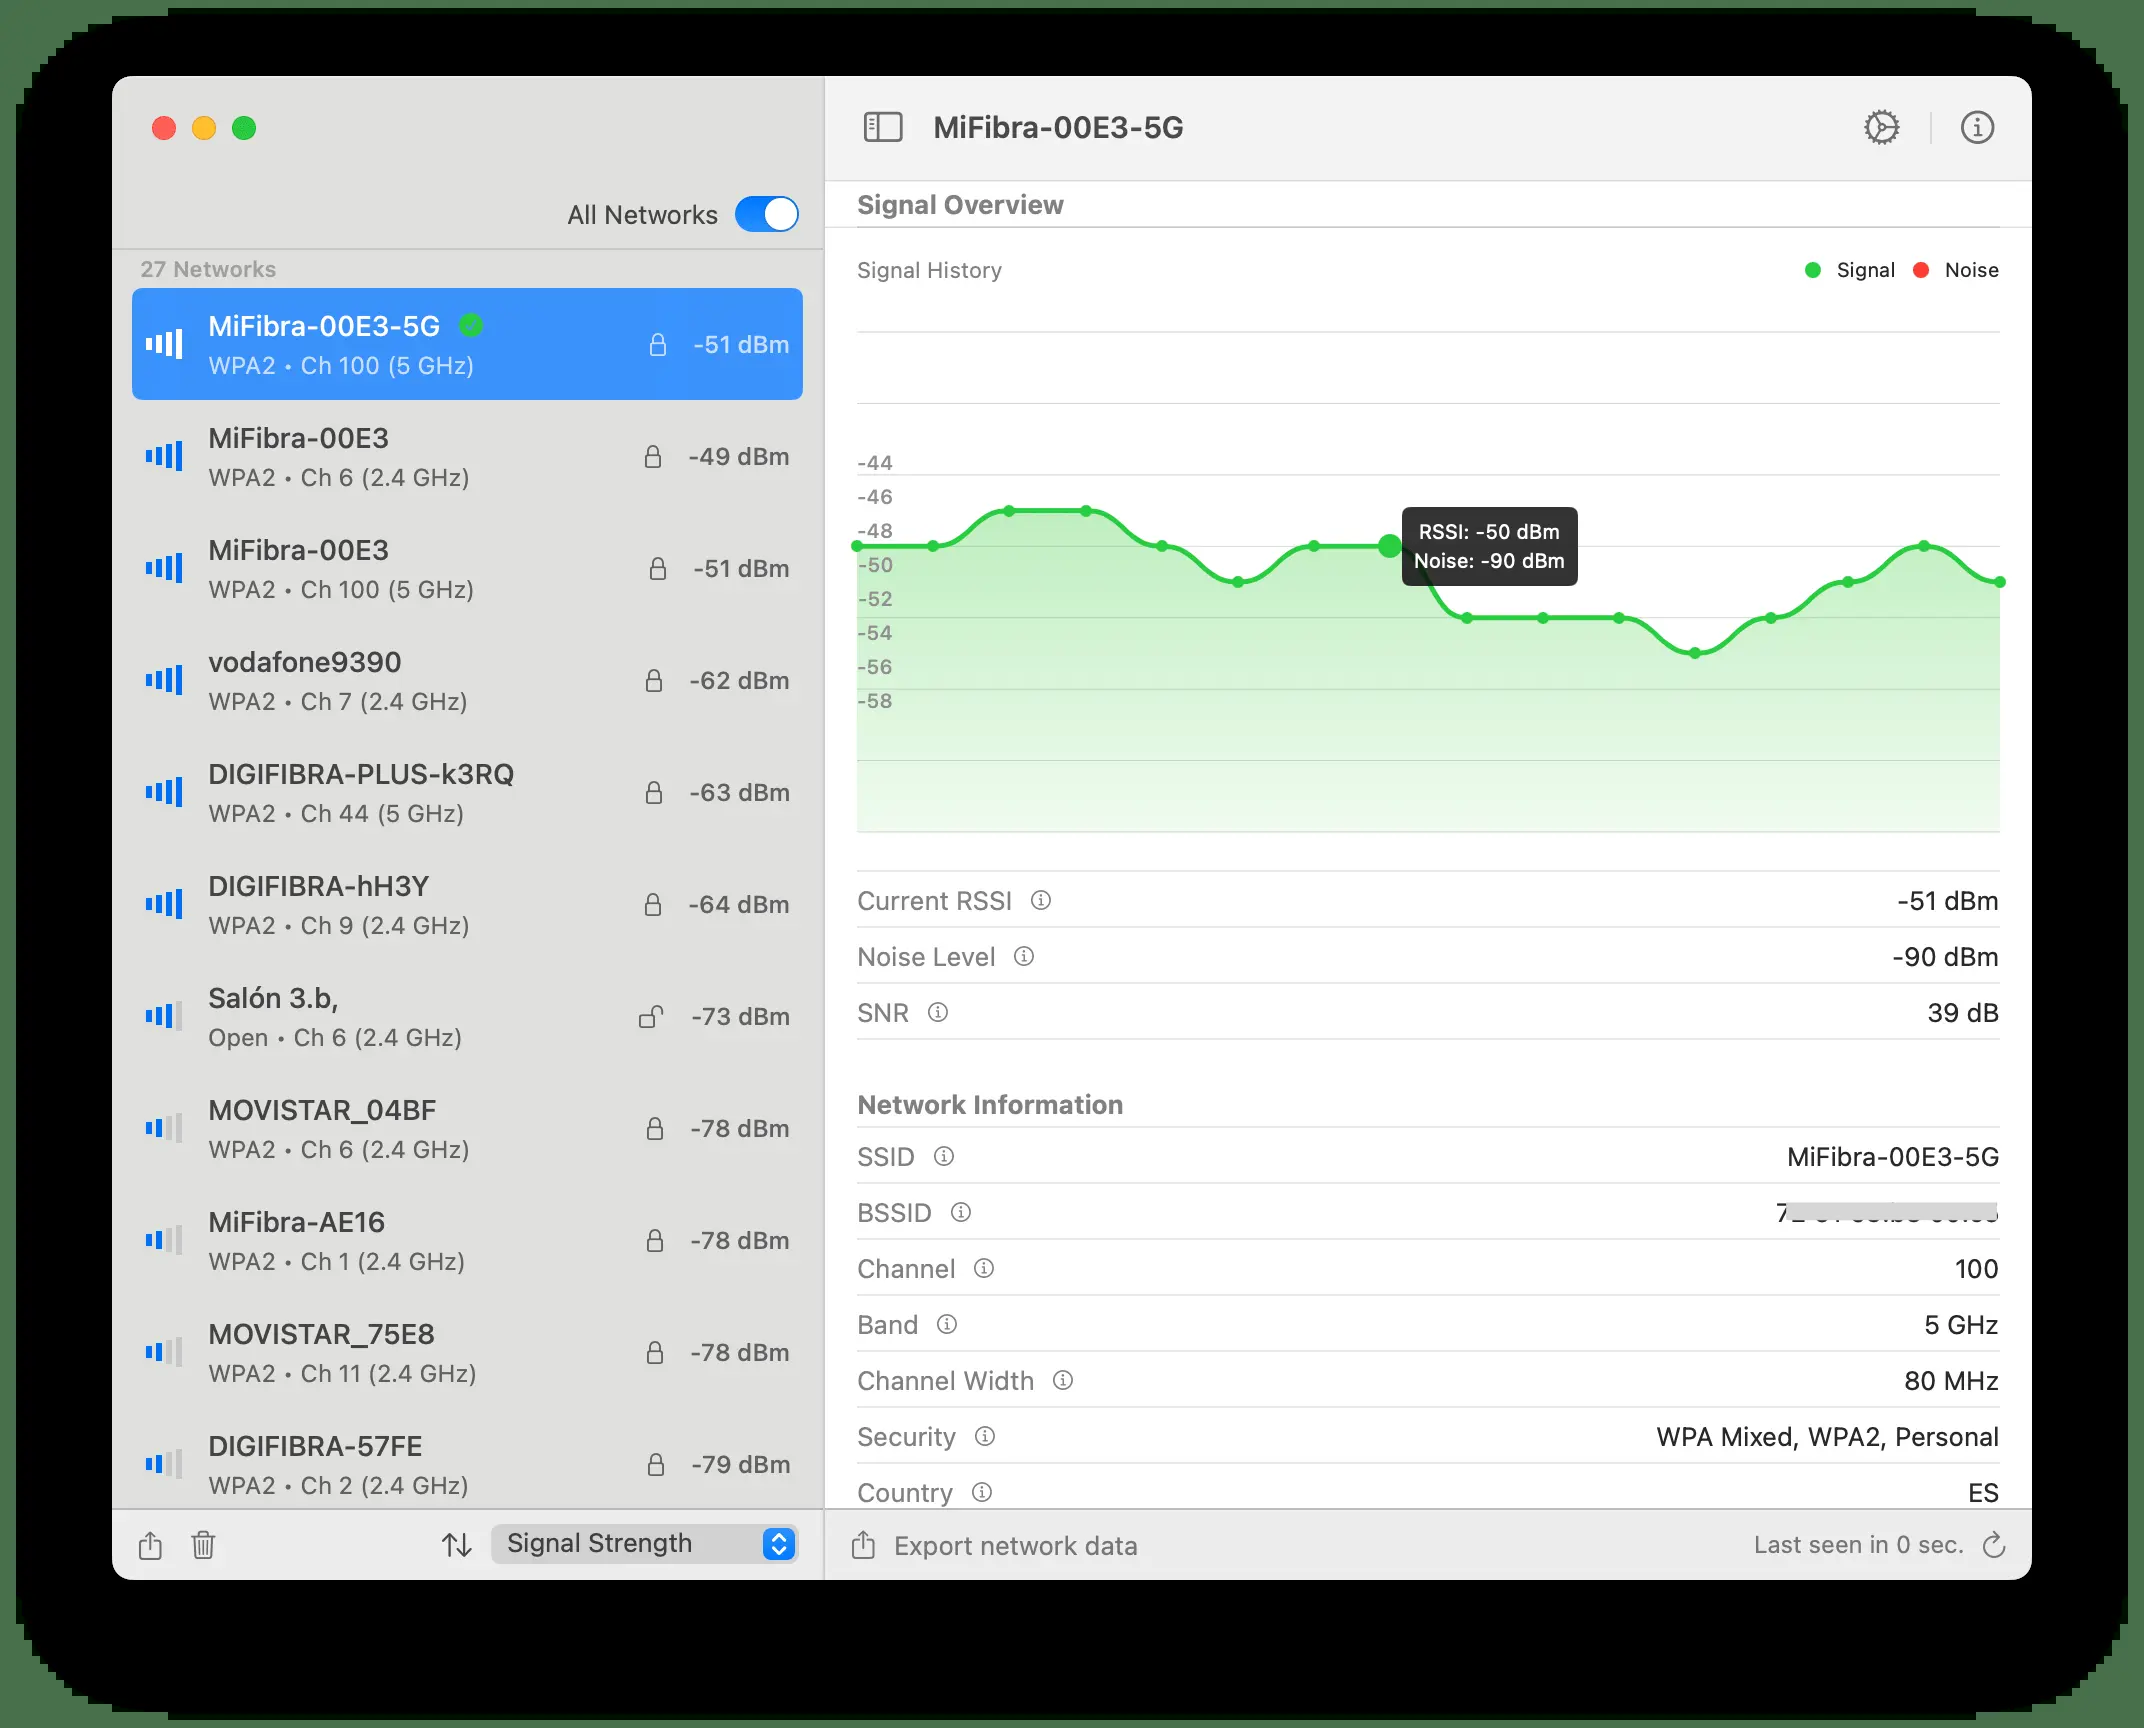 All Networks
27 Networks
MiFibra-00E3-5G
WPA2 • Ch 100 (5 GHz)
-51 dBm
MiFibra-00E3
WPA2 • Ch 6 (2.4 GHz)
-49 dBm
MiFibra-00E3
WPA2 • Ch 100 (5 GHz)
-51 dBm
vodafone9390
WPA2 • Ch 7 (2.4 GHz)
-62 dBm
DIGIFIBRA-PLUS-k3RQ
WPA2 • Ch 44 (5 GHz)
-63 dBm
DIGIFIBRA-hH3Y
WPA2 • Ch 9 (2.4 GHz)
-64 dBm
Salón 3.b,
Open • Ch 6 (2.4 GHz)
-73 dBm
MOVISTAR_04BF
WPA2 • Ch 6 (2.4 GHz)
-78 dBm
MiFibra-AE16
WPA2 • Ch 1 (2.4 GHz)
-78 dBm
MOVISTAR_75E8
WPA2 • Ch 11 (2.4 GHz)
-78 dBm
DIGIFIBRA-57FE
WPA2 • Ch 2 (2.4 GHz)
-79 dBm
Signal Strength
MiFibra-00E3-5G
Signal Overview
Signal History
Signal Noise
-44
-46
-48
-50
-52
-54
-56
-58
RSSI: -50 dBm
Noise: -90 dBm
Current RSSI -51 dBm
Noise Level -90 dBm
SNR 39 dB
Network Information
SSID MiFibra-00E3-5G
BSSID
Channel 100
Band 5 GHz
Channel Width 80 MHz
Security WPA Mixed, WPA2, Personal
Country ES
Export network data
Last seen in 0 sec.